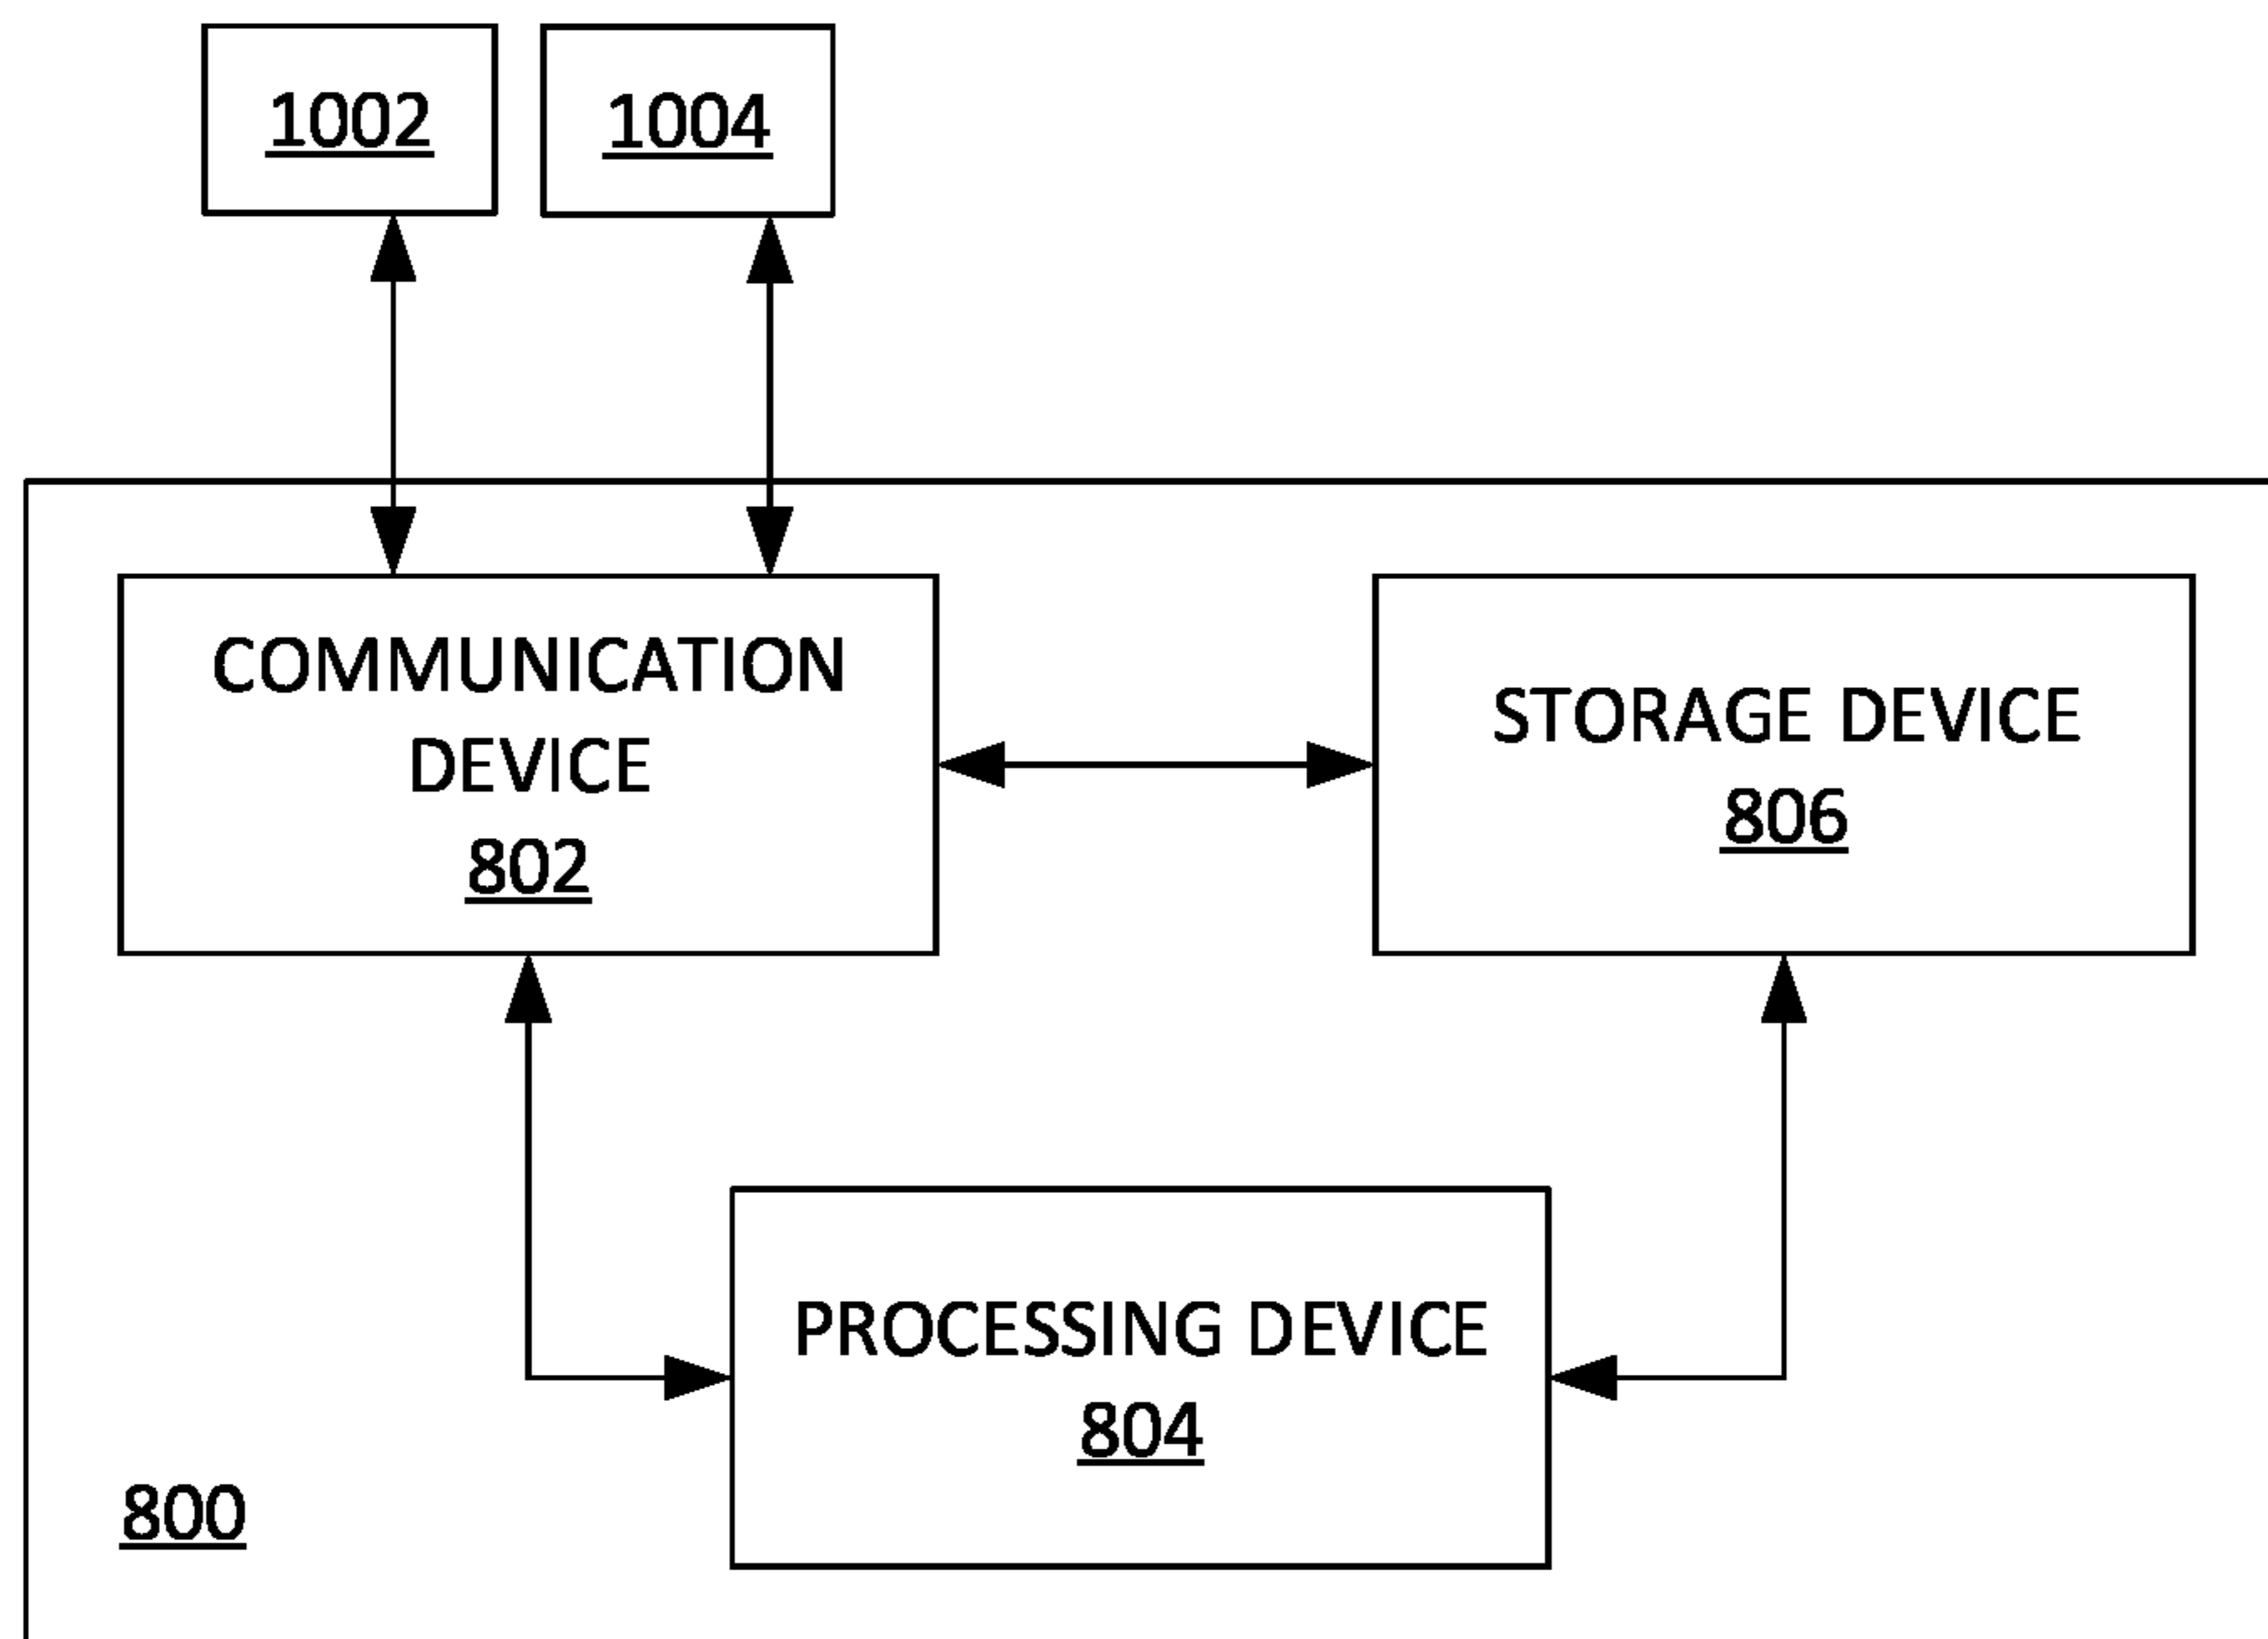 1002
1004
COMMUNICATION
DEVICE
802
STORAGE DEVICE
806
PROCESSING DEVICE
804
800